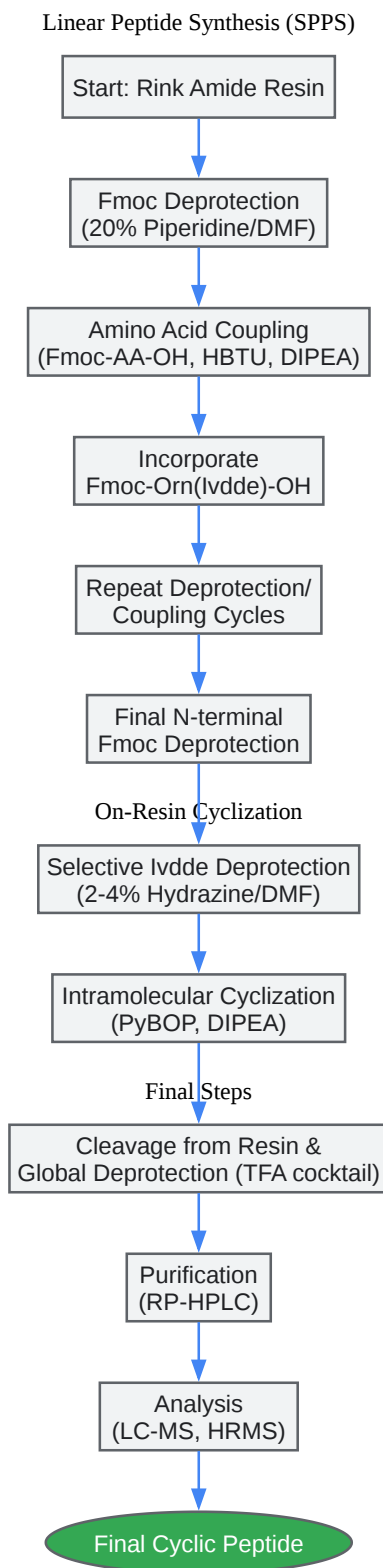 Linear Peptide Synthesis (SPPS)
Start: Rink Amide Resin
Fmoc Deprotection
(20% Piperidine/DMF)
Amino Acid Coupling
(Fmoc-AA-OH, HBTU, DIPEA)
Incorporate
Fmoc-Orn(Ivdde)-OH
Repeat Deprotection/
Coupling Cycles
Final N-terminal
Fmoc Deprotection
On-Resin Cyclization
Selective Ivdde Deprotection
(2-4% Hydrazine/DMF)
Intramolecular Cyclization
(PyBOP, DIPEA)
Final Steps
Cleavage from Resin &
Global Deprotection (TFA cocktail)
Purification
(RP-HPLC)
Analysis
(LC-MS, HRMS)
Final Cyclic Peptide